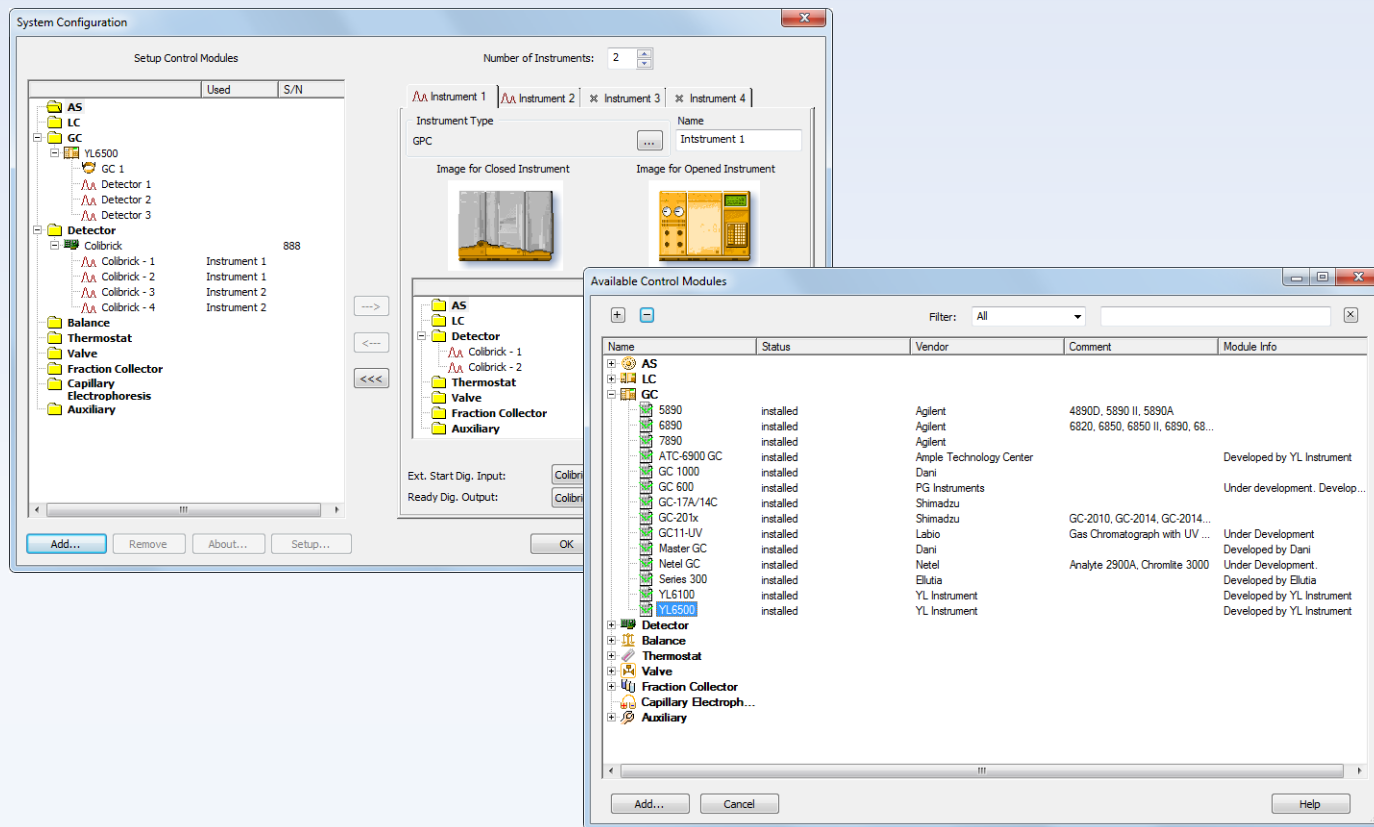 System Configuration
Setup Control Modules
Number of Instruments: 2
Used S/N
AS
LC
GC
YL6500
GC 1
Detector 1
Detector 2
Detector 3
Detector
Colibrick 888
Colibrick - 1 Instrument 1
Colibrick - 2 Instrument 1
Colibrick - 3 Instrument 2
Colibrick - 4 Instrument 2
Balance
Thermostat
Valve
Fraction Collector
Capillary
Electrophoresis
Auxiliary
Add... Remove About... Setup...
--->
<---
<<<
Instrument 1 Instrument 2 Instrument 3 Instrument 4
Instrument Type Name
GPC ... Intstrument 1
Image for Closed Instrument Image for Opened Instrument
AS
LC
Detector
Colibrick - 1
Colibrick - 2
Thermostat
Valve
Fraction Collector
Auxiliary
Ext. Start Dig. Input: Colibri
Ready Dig. Output: Colibri
OK
Available Control Modules
Filter: All
Name Status Vendor Comment Module Info
AS
LC
GC
5890 installed Agilent 4890D, 5890 II, 5890A
6890 installed Agilent 6820, 6850, 6850 II, 6890, 68...
7890 installed Agilent
ATC-6900 GC installed Ample Technology Center Developed by YL Instrument
GC 1000 installed Dani
GC 600 installed PG Instruments Under development. Develop...
GC-17A/14C installed Shimadzu
GC-201x installed Shimadzu GC-2010, GC-2014, GC-2014...
GC11-UV installed Labio Gas Chromatograph with UV ... Under Development
Master GC installed Dani Developed by Dani
Netel GC installed Netel Analyte 2900A, Chromlite 3000 Under Development.
Series 300 installed Ellutia Developed by Ellutia
YL6100 installed YL Instrument Developed by YL Instrument
YL6500 installed YL Instrument Developed by YL Instrument
Detector
Balance
Thermostat
Valve
Fraction Collector
Capillary Electroph...
Auxiliary
Add... Cancel Help